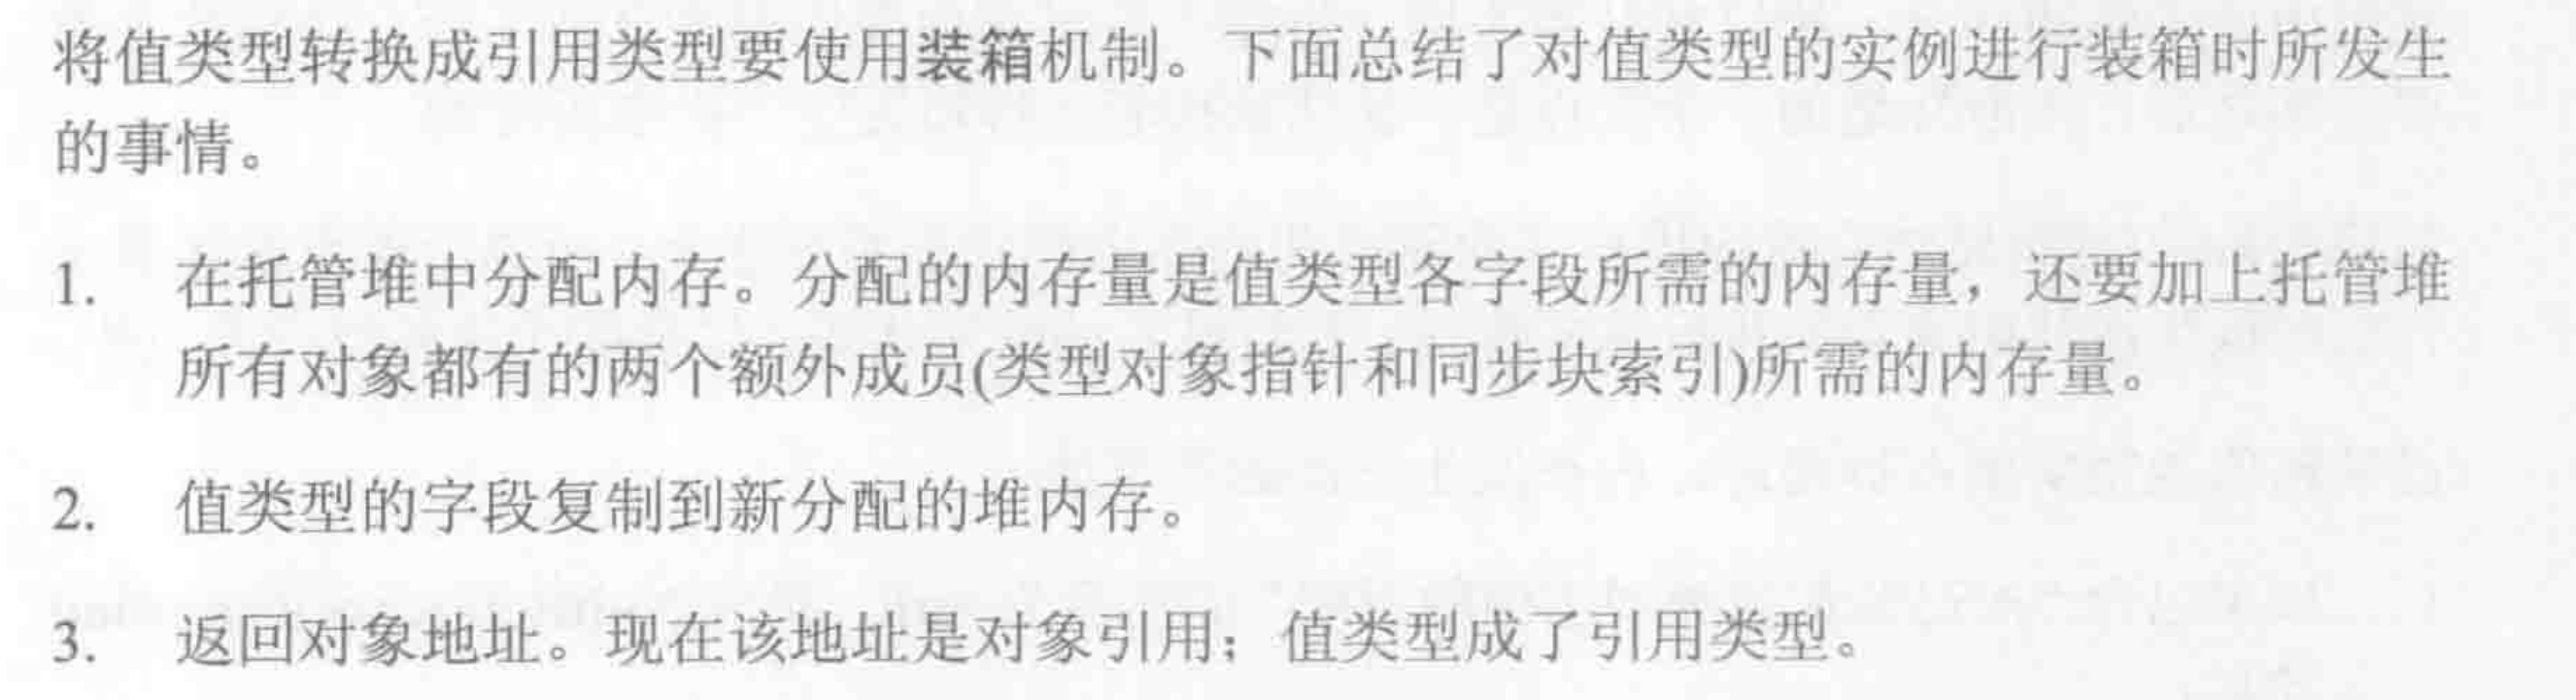 将值类型转换成引用类型要使用装箱机制。下面总结了对值类型的实例进行装箱时所发生
的事情。
1. 在托管堆中分配内存。分配的内存量是值类型各字段所需的内存量，还要加上托管堆
所有对象都有的两个额外成员(类型对象指针和同步块索引)所需的内存量。
2. 值类型的字段复制到新分配的堆内存。
3. 返回对象地址。现在该地址是对象引用；值类型成了引用类型。